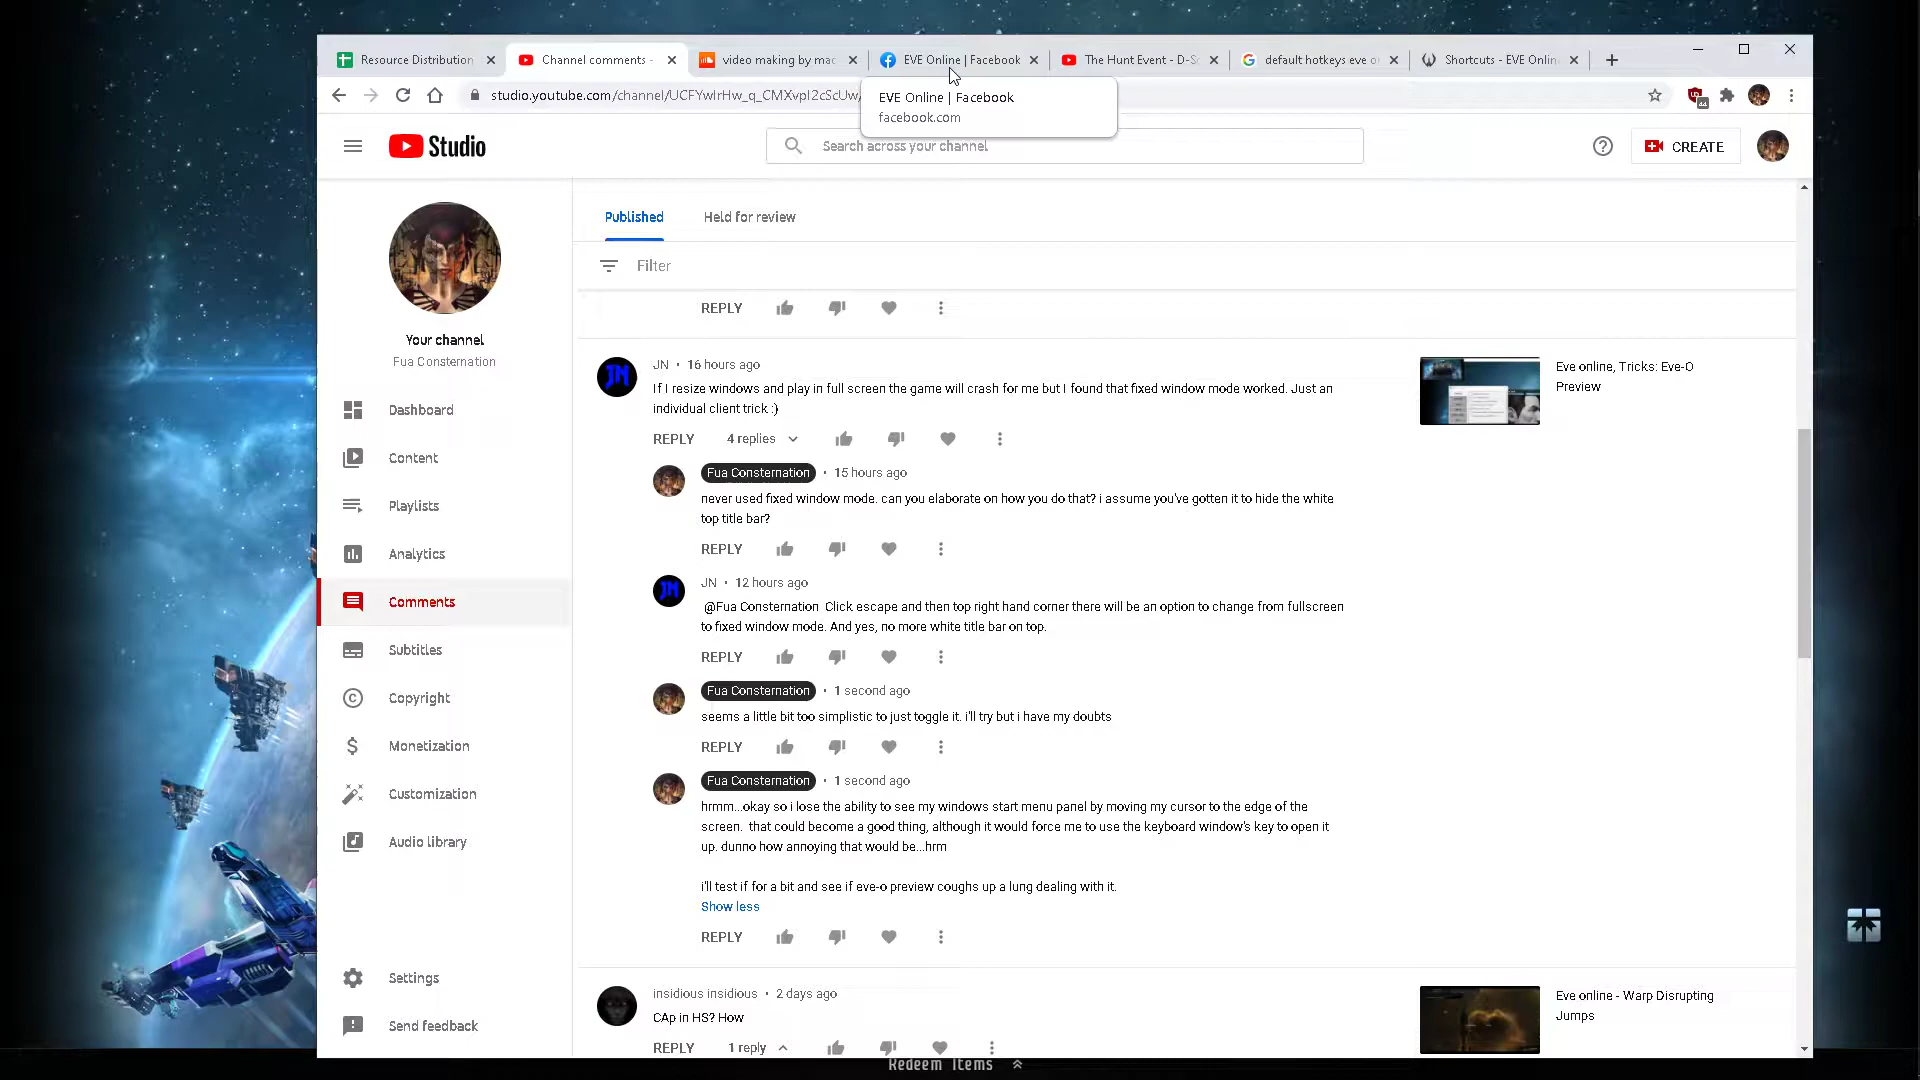 Resource Distribution
Channel comments -
video making by mac
EVE Online | Facebook
The Hunt Event - D-Sc
default hotkeys eve o
Shortcuts - EVE Online
studio.youtube.com/channel/UCFYwIrHw_q_CMXvpI2cScUw/
EVE Online | Facebook
facebook.com
Studio
Search across your channel
CREATE
Your channel
Fua Consternation
Dashboard
Content
Playlists
Analytics
Comments
Subtitles
Copyright
Monetization
Customization
Audio library
Settings
Send feedback
Published
Held for review
Filter
REPLY
JN • 16 hours ago
If I resize windows and play in full screen the game will crash for me but I found that fixed window mode worked. Just an
individual client trick :)
REPLY 4 replies
Eve online, Tricks: Eve-O
Preview
Fua Consternation • 15 hours ago
never used fixed window mode. can you elaborate on how you do that? i assume you've gotten it to hide the white
top title bar?
REPLY
JN • 12 hours ago
@Fua Consternation Click escape and then top right hand corner there will be an option to change from fullscreen
to fixed window mode. And yes, no more white title bar on top.
REPLY
Fua Consternation • 1 second ago
seems a little bit too simplistic to just toggle it. i'll try but i have my doubts
REPLY
Fua Consternation • 1 second ago
hrmm...okay so i lose the ability to see my windows start menu panel by moving my cursor to the edge of the
screen. that could become a good thing, although it would force me to use the keyboard window's key to open it
up. dunno how annoying that would be...hrm
i'll test if for a bit and see if eve-o preview coughs up a lung dealing with it.
Show less
REPLY
insidious insidious • 2 days ago
CAp in HS? How
REPLY 1 reply
Eve online - Warp Disrupting
Jumps
Redeem Items